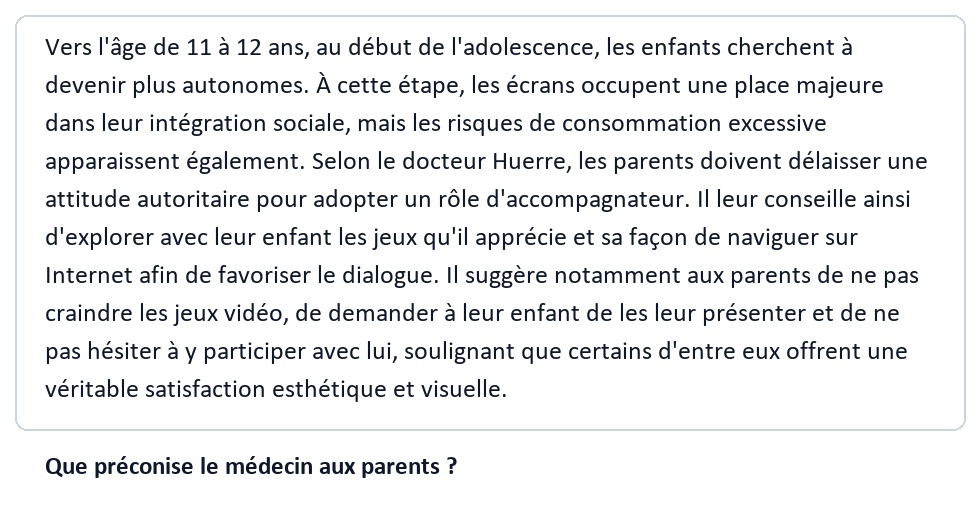 Vers l'âge de 11 à 12 ans, au début de l'adolescence, les enfants cherchent à
devenir plus autonomes. À cette étape, les écrans occupent une place majeure
dans leur intégration sociale, mais les risques de consommation excessive
apparaissent également. Selon le docteur Huerre, les parents doivent délaisser une
attitude autoritaire pour adopter un rôle d'accompagnateur. Il leur conseille ainsi
d'explorer avec leur enfant les jeux qu'il apprécie et sa façon de naviguer sur
Internet afin de favoriser le dialogue. Il suggère notamment aux parents de ne pas
craindre les jeux vidéo, de demander à leur enfant de les leur présenter et de ne
pas hésiter à y participer avec lui, soulignant que certains d'entre eux offrent une
véritable satisfaction esthétique et visuelle.
Que préconise le médecin aux parents ?